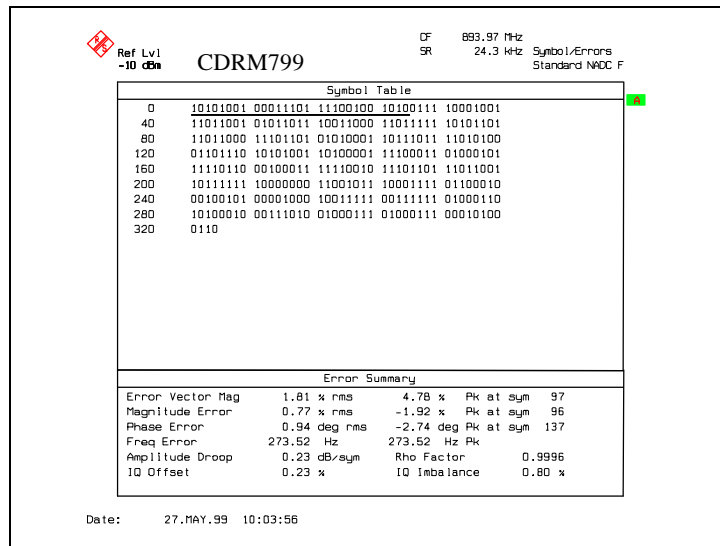 CF 893.97 MHz
Ref Lvl SR 24.3 kHz Symbol/Errors
-10 dBm CDRM799 Standard NADC F
Symbol Table
A
0 10101001 00011101 11100100 10100111 10001001
40 11011001 01011011 10011000 11011111 10101101
80 11011000 11101101 01010001 10111011 11010100
120 01101110 10101001 10100001 11100011 01000101
160 11110110 00100011 11110010 11101101 11011001
200 10111111 10000000 11001011 10001111 01100010
240 00100101 00001000 10011111 00111111 01000110
280 10100010 00111010 01000111 01000111 00010100
320 0110
Error Summary
Error Vector Mag 1.81 % rms 4.78 % Pk at sym 97
Magnitude Error 0.77 % rms -1.92 % Pk at sym 96
Phase Error 0.94 deg rms -2.74 deg Pk at sym 137
Freq Error 273.52 Hz 273.52 Hz Pk
Amplitude Droop 0.23 dB/sym Rho Factor 0.9996
IQ Offset 0.23 % IQ Imbalance 0.80 %
Date: 27.MAY.99 10:03:56